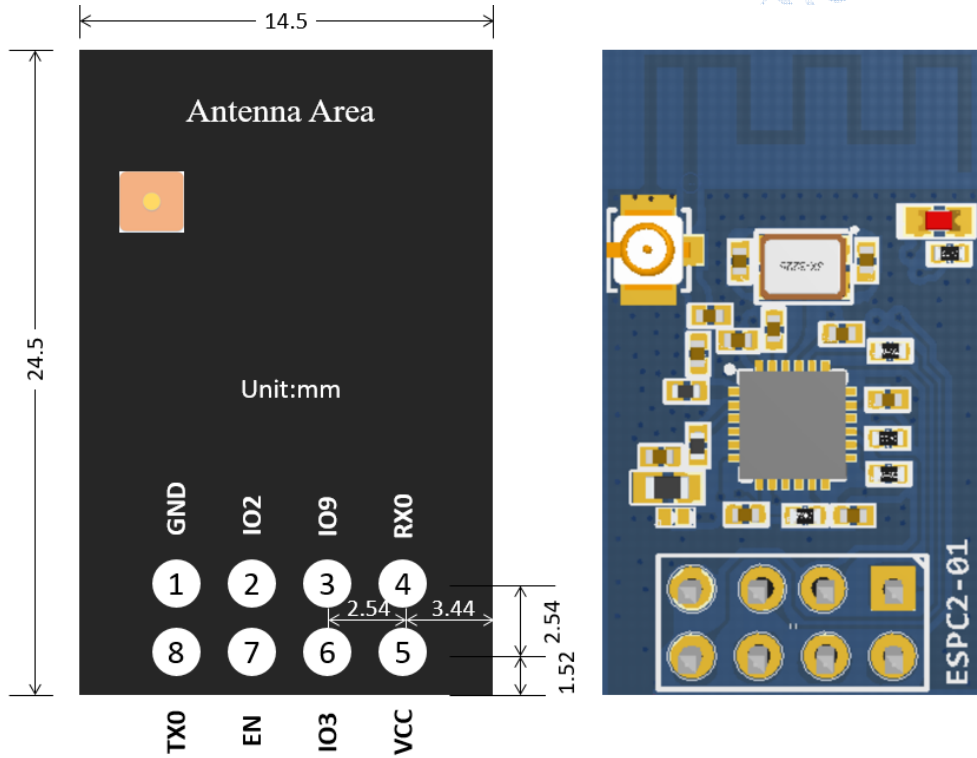 14.5
Antenna Area
24.5
Unit:mm
GND IO2 IO9 RX0
1 2 3 4
2.54 3.44
2.54
8 7 6 5
1.52
TX0 EN IO3 VCC
ESPC2-01